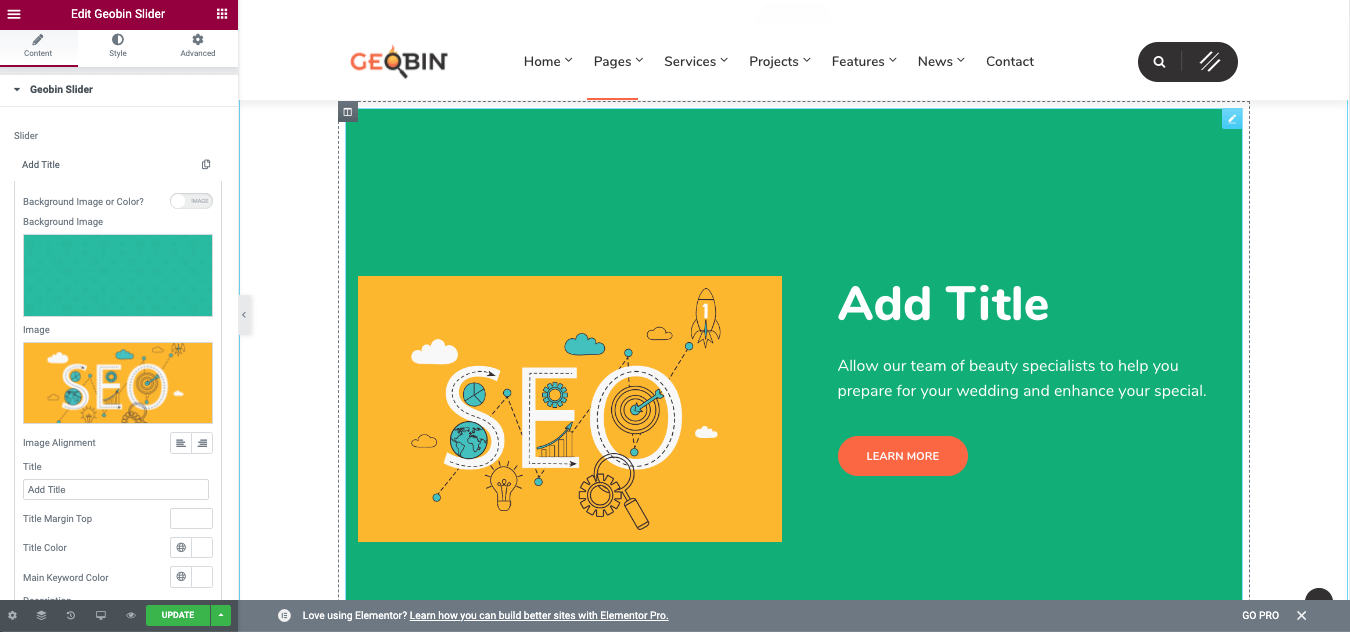 Edit Geobin Slider
Content
Style
Advanced
Geobin Slider
Slider
Add Title
Background Image or Color?
IMAGE
Background Image
Image
SEO
Image Alignment
Title
Add Title
Title Margin Top
Title Color
Main Keyword Color
UPDATE
GEOBIN
Home
Pages
Services
Projects
Features
News
Contact
SEO
1
Add Title
Allow our team of beauty specialists to help you
prepare for your wedding and enhance your special.
LEARN MORE
Love using Elementor? Learn how you can build better sites with Elementor Pro.
GO PRO